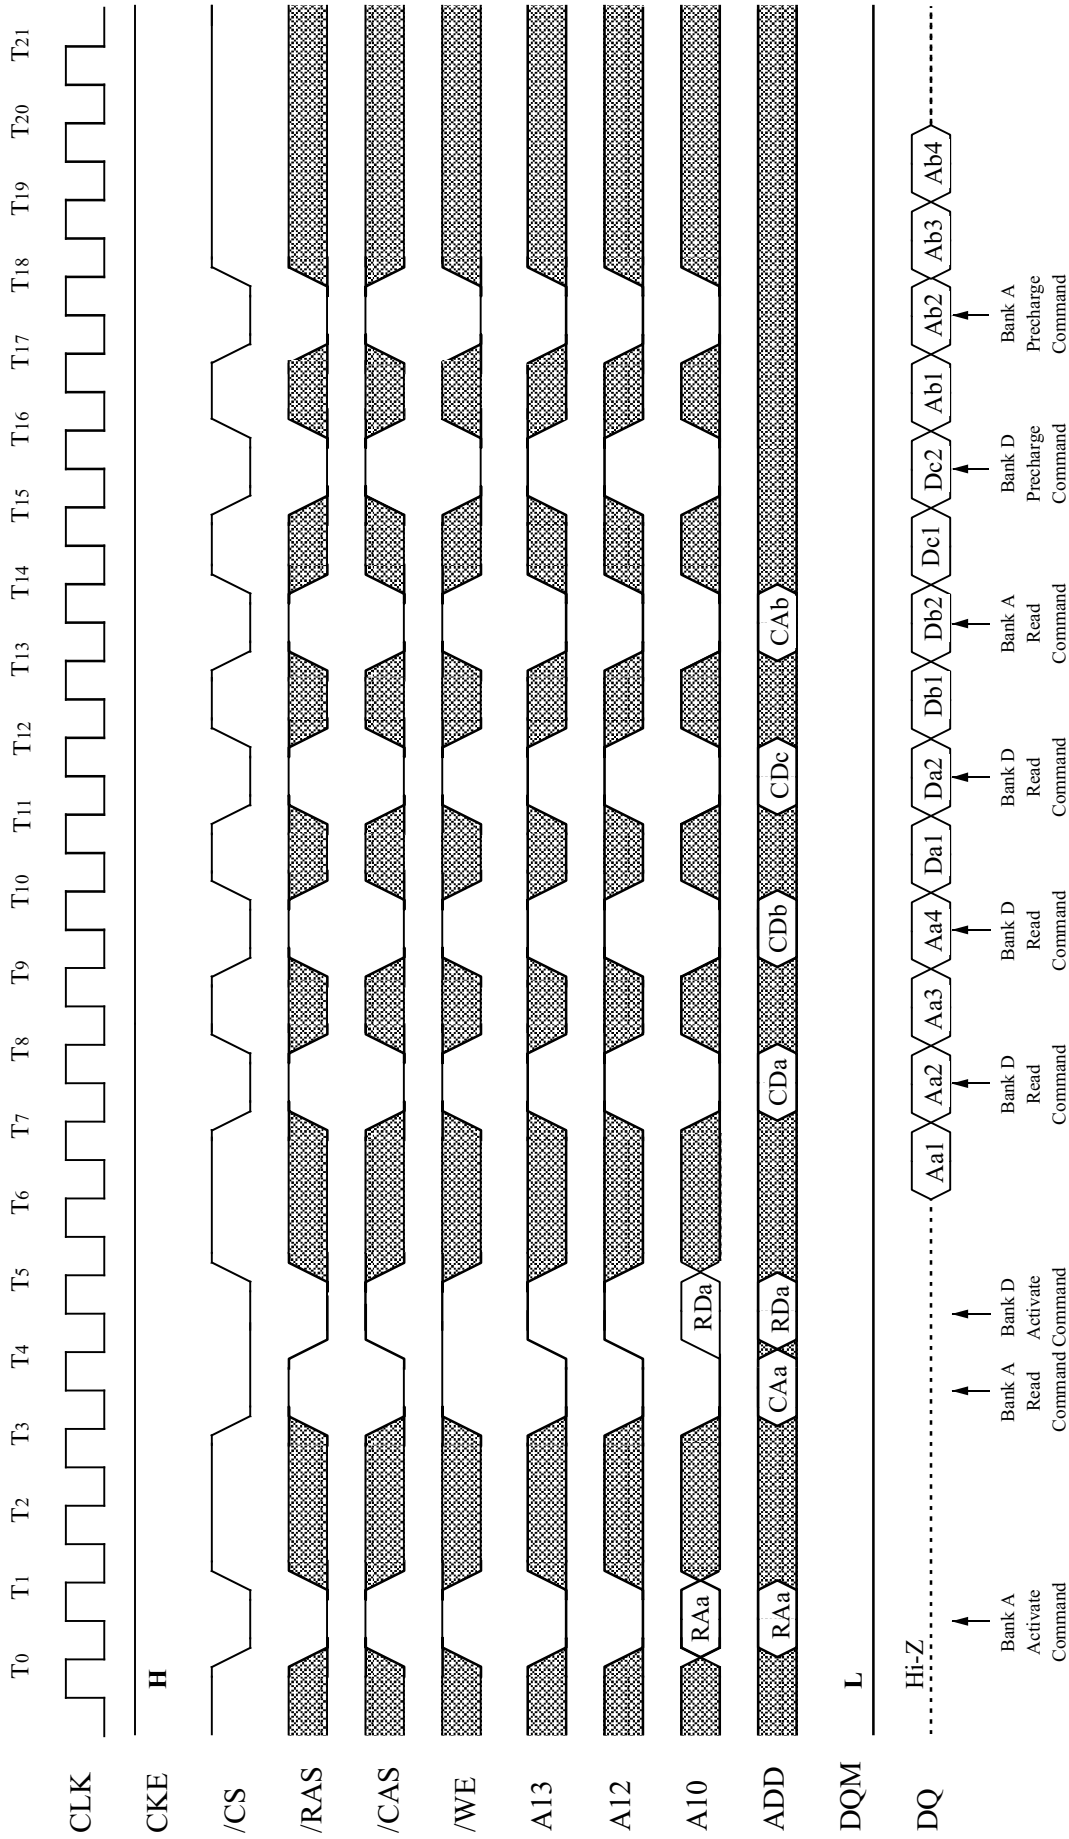 T0 T1 T2 T3 T4 T5 T6 T7 T8 T9 T10 T11 T12 T13 T14 T15 T16 T17 T18 T19 T20 T21
CLK
CKE H
/CS
/RAS
/CAS
/WE
A13
A12
A10 RAa RDa
ADD RAa CAa RDa CDa CDb CDc CAb
DQM L
DQ Hi-Z Aa1 Aa2 Aa3 Aa4 Da1 Da2 Db1 Db2 Dc1 Dc2 Ab1 Ab2 Ab3 Ab4
Bank A Bank A Bank D Bank D Bank D Bank D Bank A Bank D Bank A
Activate Read Activate Read Read Read Read Precharge Precharge
Command Command Command Command Command Command Command Command Command